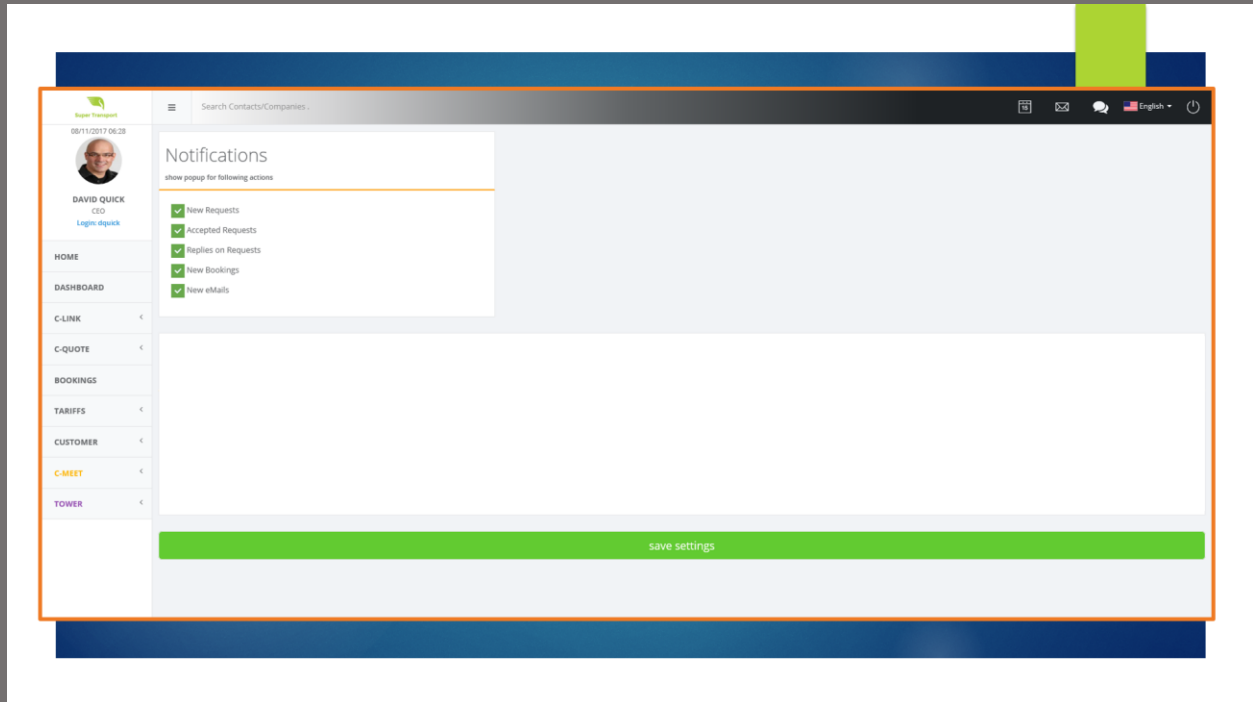 Super Transport
08/11/2017 06:28
DAVID QUICK
CEO
Login: dquick
HOME
DASHBOARD
C-LINK
C-QUOTE
BOOKINGS
TARIFFS
CUSTOMER
C-MEET
TOWER
Search Contacts/Companies .
18
English
Notifications
show popup for following actions
New Requests
Accepted Requests
Replies on Requests
New Bookings
New eMails
save settings